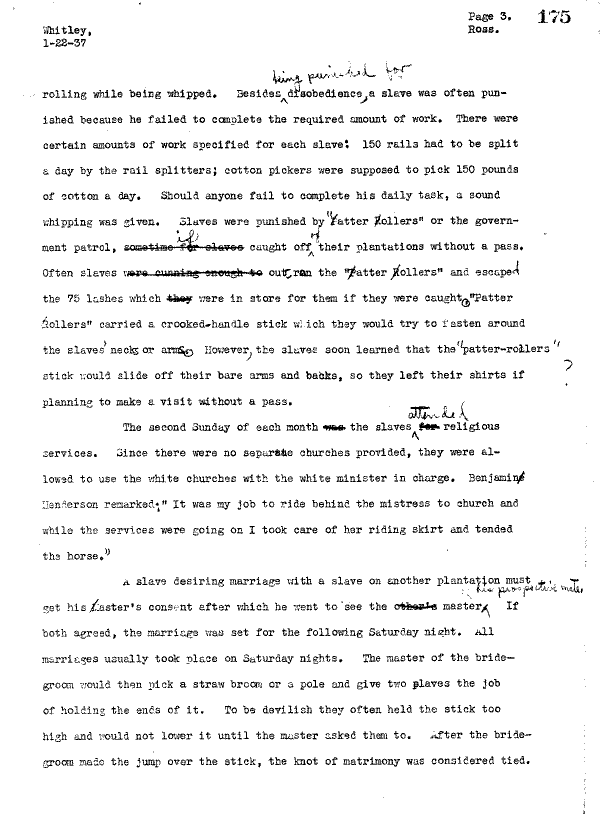 Page 3. 175
Whitley, Ross.
1-22-37
being punished for
rolling while being whipped. Besides disobedience, a slave was often pun-
ished because he failed to complete the required amount of work. There were
certain amounts of work specified for each slave: 150 rails had to be split
a day by the rail splitters; cotton pickers were supposed to pick 150 pounds
of cotton a day. Should anyone fail to complete his daily task, a sound
whipping was given. Slaves were punished by "Patter Rollers" or the govern-
if of
ment patrol, sometime for slaves caught off their plantations without a pass.
Often slaves were cunning enough to out ran the "Patter Rollers" and escaped
the 75 lashes which they were in store for them if they were caught. "Patter
Rollers" carried a crooked-handle stick which they would try to fasten around
the slaves' necks or arms. However, the slaves soon learned that the "patter-rollers"
?
stick would slide off their bare arms and backs, so they left their shirts if
planning to make a visit without a pass.
attended
The second Sunday of each month was the slaves for religious
services. Since there were no separate churches provided, they were al-
lowed to use the white churches with the white minister in charge. Benjamine
Henderson remarked:" It was my job to ride behind the mistress to church and
while the services were going on I took care of her riding skirt and tended
the horse."
A slave desiring marriage with a slave on another plantation must
his prospective mate,
get his Master's consent after which he went to see the other's master. If
both agreed, the marriage was set for the following Saturday night. All
marriages usually took place on Saturday nights. The master of the bride-
groom would then pick a straw broom or a pole and give two slaves the job
of holding the ends of it. To be devilish they often held the stick too
high and would not lower it until the master asked them to. After the bride-
groom made the jump over the stick, the knot of matrimony was considered tied.